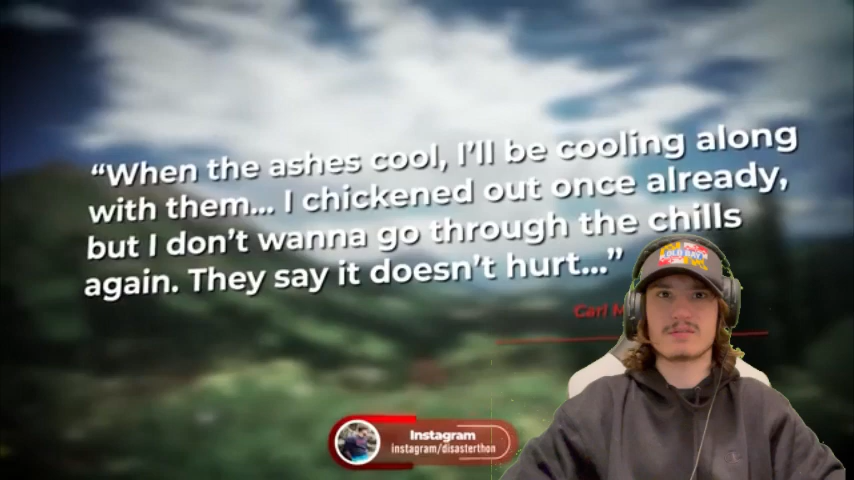 “When the ashes cool, I’ll be cooling along
with them... I chickened out once already,
but I don’t wanna go through the chills
again. They say it doesn’t hurt...”
Carl
Instagram
instagram/disasterthon